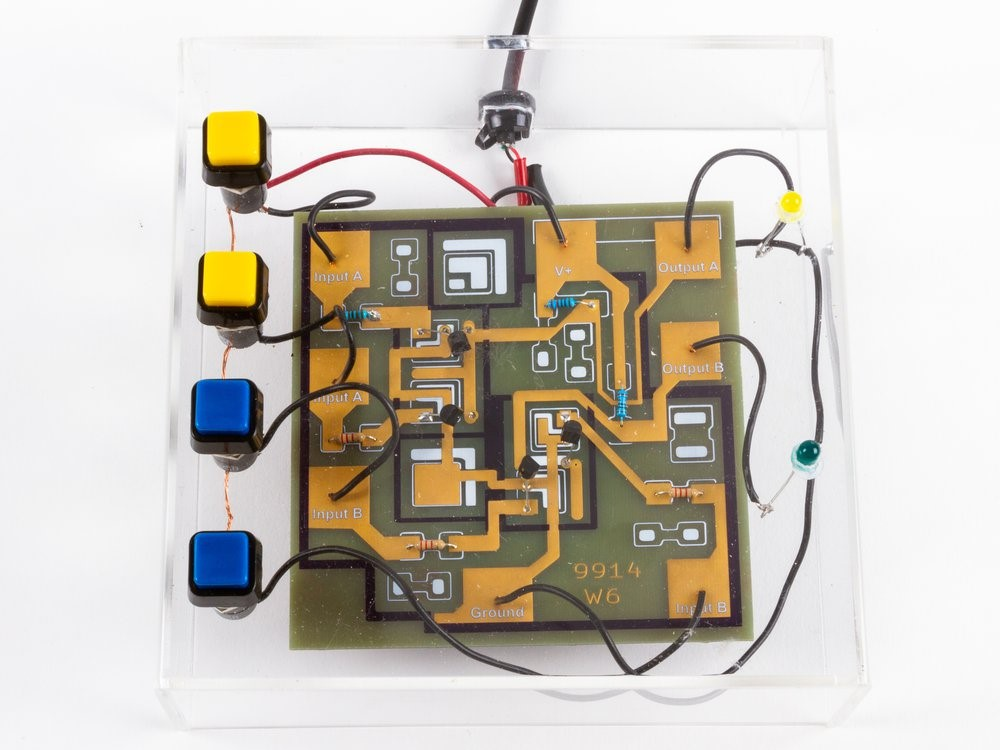 Input A
V+
Output A
Output B
Input A
Input B
9914
W6
Ground
Input B